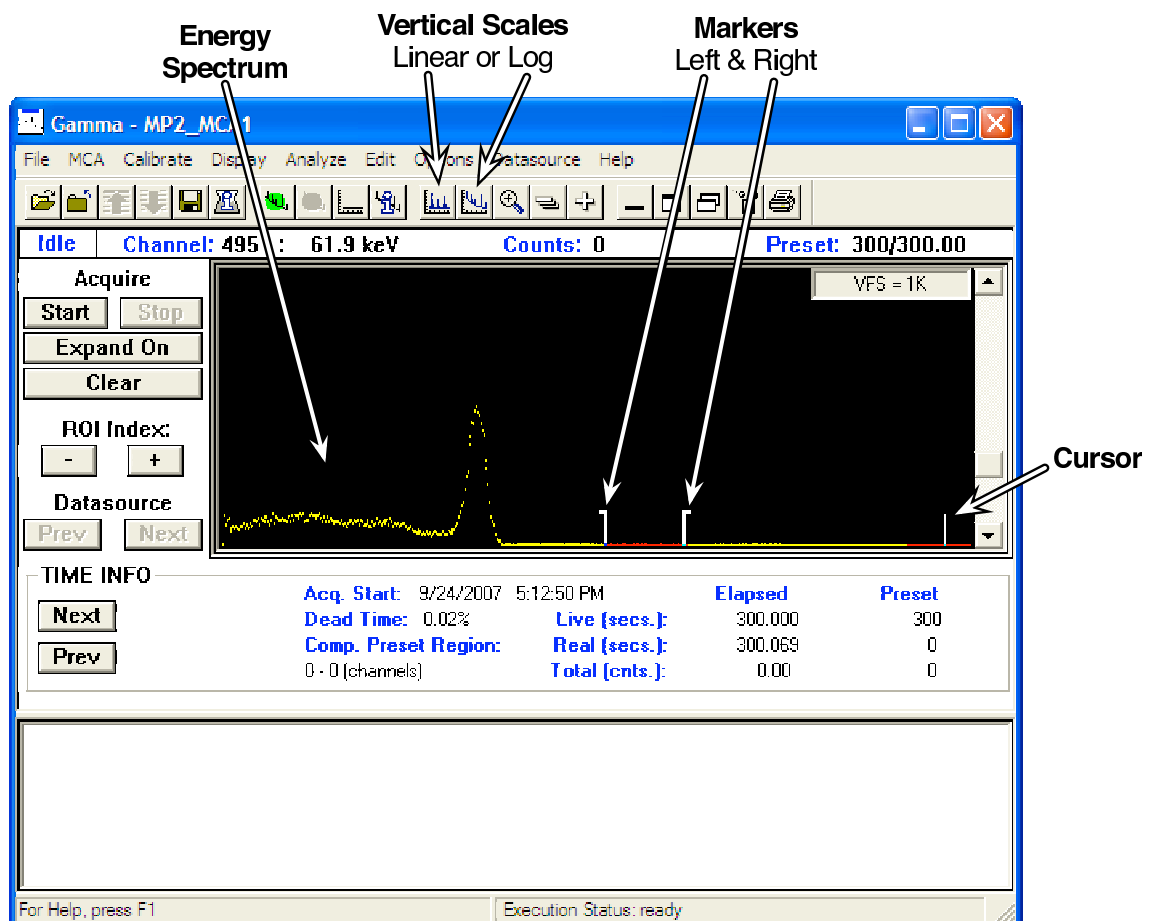 Energy
Spectrum
Vertical Scales
Linear or Log
Markers
Left & Right
Gamma - MP2_MCA1
File MCA Calibrate Display Analyze Edit Options Datasource Help
Idle Channel: 495 : 61.9 keV Counts: 0 Preset: 300/300.00
Acquire
Start Stop
Expand On
Clear
ROI Index:
- +
Datasource
Prev Next
VFS = 1K
Cursor
TIME INFO
Next
Prev
Acq. Start: 9/24/2007 5:12:50 PM Elapsed Preset
Dead Time: 0.02% Live (secs.): 300.000 300
Comp. Preset Region: Real (secs.): 300.069 0
0 - 0 (channels) Total (cnts.): 0.00 0
For Help, press F1 Execution Status: ready